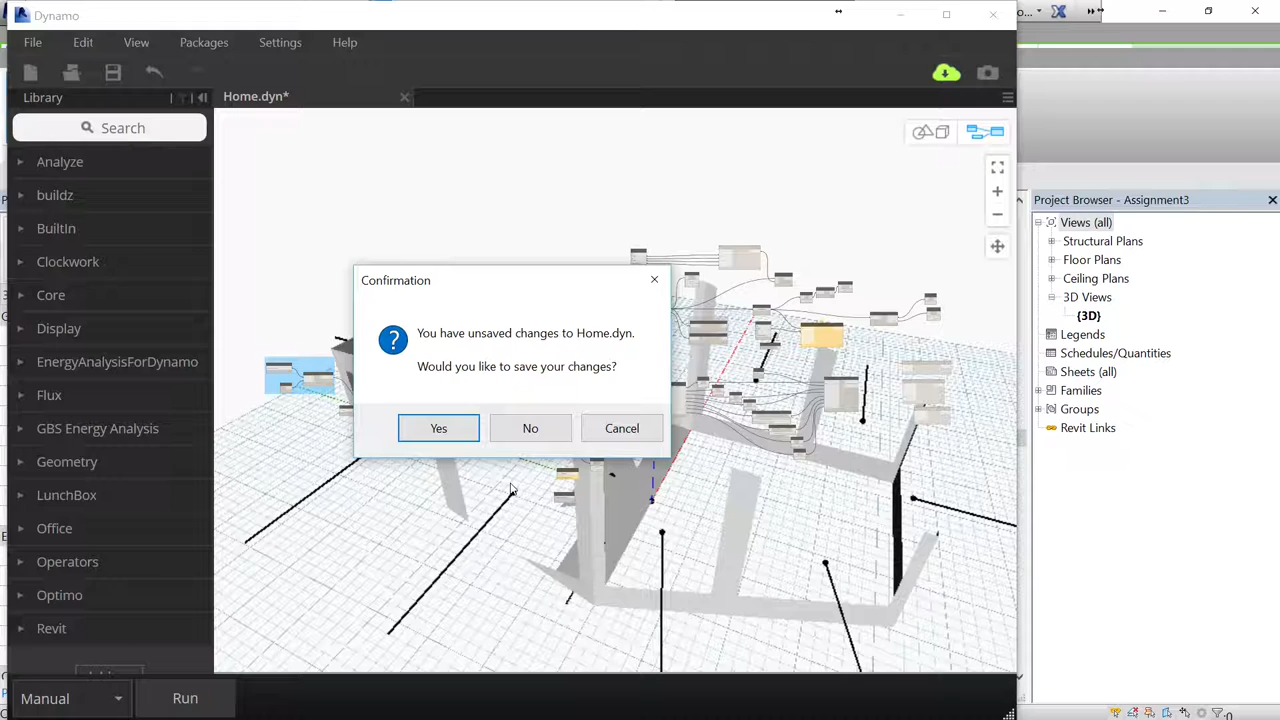 Dynamo
File Edit View Packages Settings Help
Library
Home.dyn*
Search
Analyze
buildz
BuiltIn
Clockwork
Core
Display
EnergyAnalysisForDynamo
Flux
GBS Energy Analysis
Geometry
LunchBox
Office
Operators
Optimo
Revit
Manual
Run
Confirmation
You have unsaved changes to Home.dyn.
Would you like to save your changes?
Yes No Cancel
Project Browser - Assignment3
Views (all)
Structural Plans
Floor Plans
Ceiling Plans
3D Views
{3D}
Legends
Schedules/Quantities
Sheets (all)
Families
Groups
Revit Links
:0